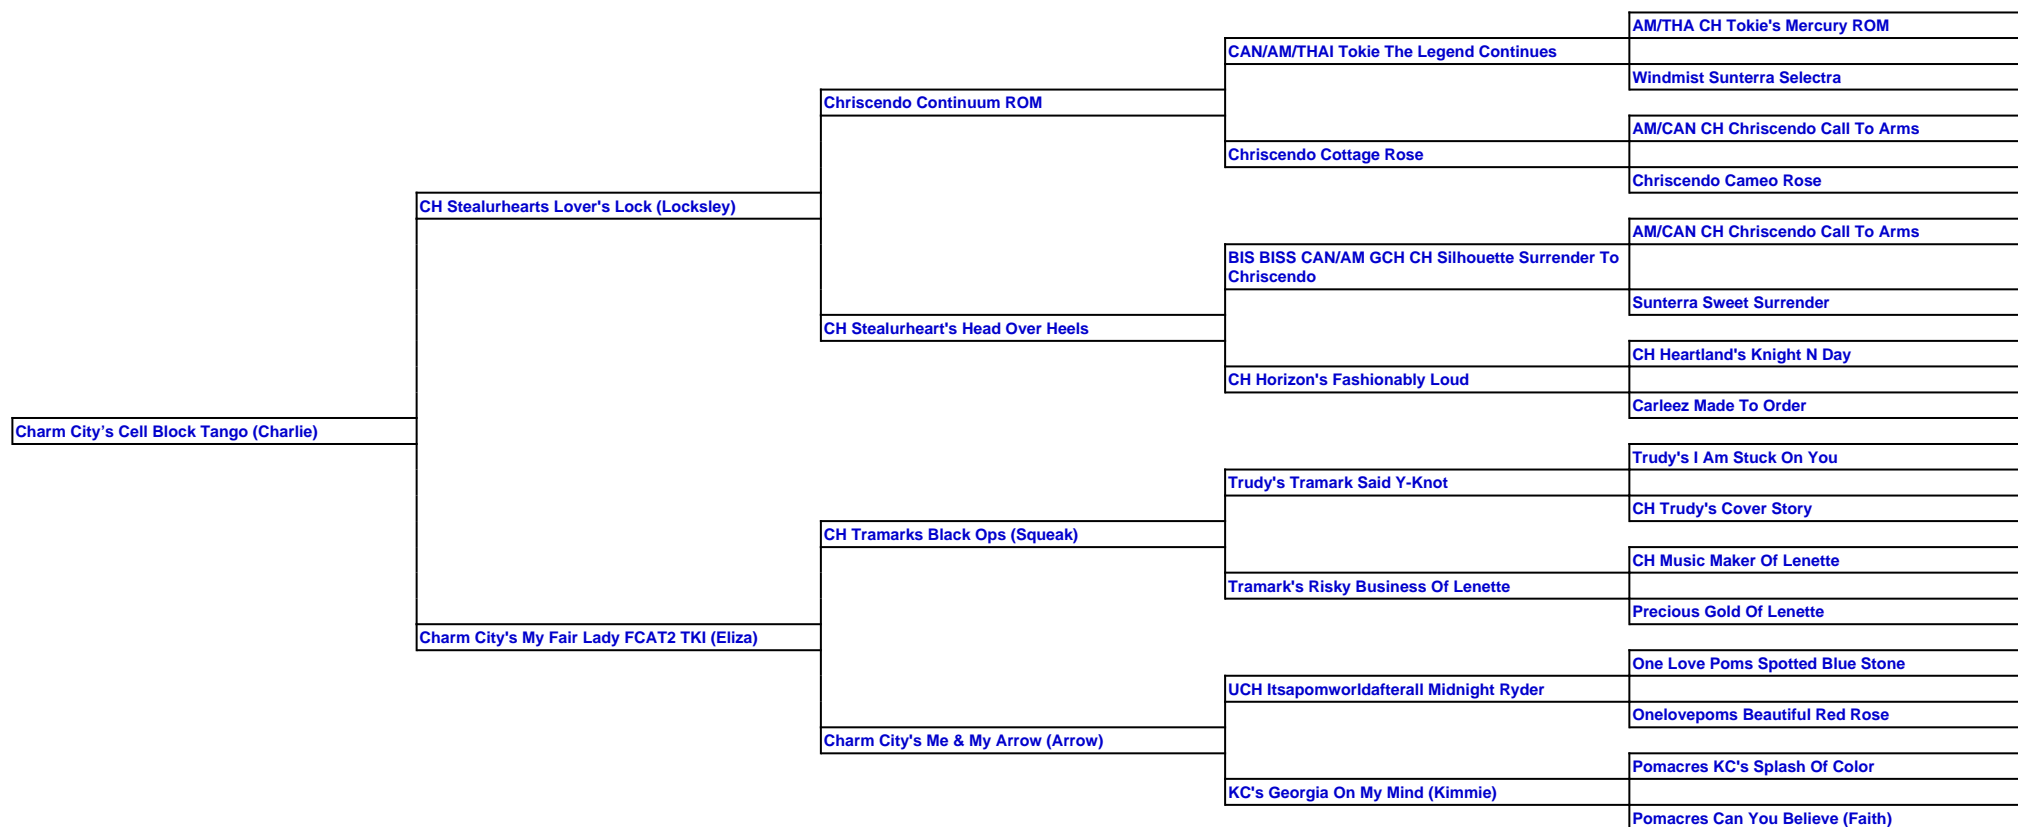 AM/THA CH Tokie's Mercury ROM
CAN/AM/THAI Tokie The Legend Continues
Windmist Sunterra Selectra
Chriscendo Continuum ROM
AM/CAN CH Chriscendo Call To Arms
Chriscendo Cottage Rose
Chriscendo Cameo Rose
CH Stealurhearts Lover's Lock (Locksley)
AM/CAN CH Chriscendo Call To Arms
BIS BISS CAN/AM GCH CH Silhouette Surrender To
Chriscendo
Sunterra Sweet Surrender
CH Stealurheart's Head Over Heels
CH Heartland's Knight N Day
CH Horizon's Fashionably Loud
Carleez Made To Order
Charm City’s Cell Block Tango (Charlie)
Trudy's I Am Stuck On You
Trudy's Tramark Said Y-Knot
CH Trudy's Cover Story
CH Tramarks Black Ops (Squeak)
CH Music Maker Of Lenette
Tramark's Risky Business Of Lenette
Precious Gold Of Lenette
Charm City's My Fair Lady FCAT2 TKI (Eliza)
One Love Poms Spotted Blue Stone
UCH Itsapomworldafterall Midnight Ryder
Onelovepoms Beautiful Red Rose
Charm City's Me & My Arrow (Arrow)
Pomacres KC's Splash Of Color
KC's Georgia On My Mind (Kimmie)
Pomacres Can You Believe (Faith)